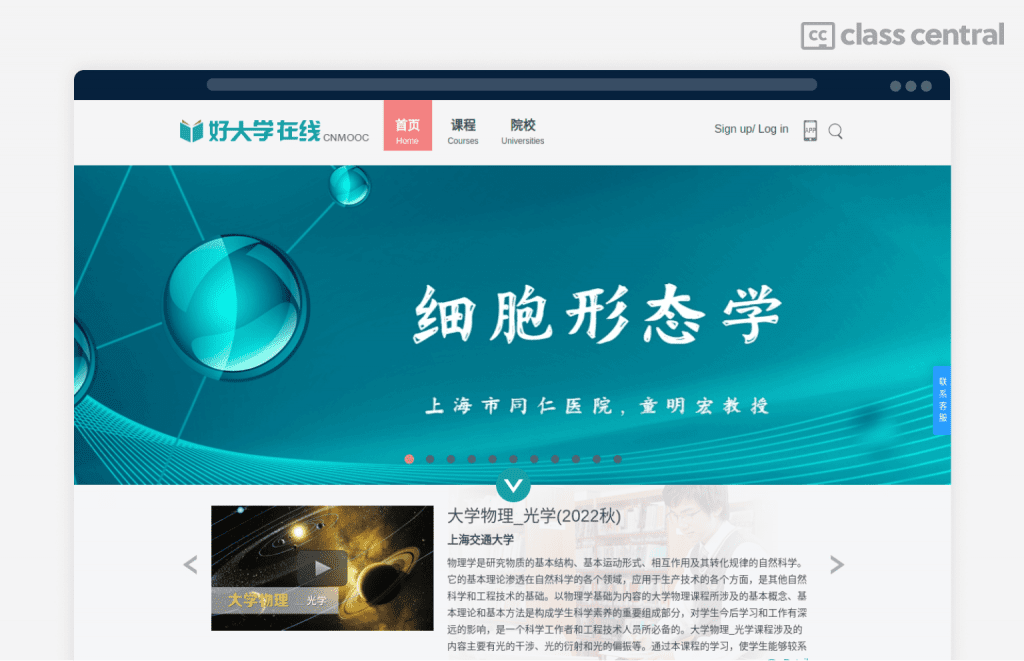 cc class central
好大学在线 CNMOOC
首页
Home
课程
Courses
院校
Universities
Sign up/ Log in
APP
细胞形态学
上海市同仁医院，童明宏教授
联系客服
大学物理_光学(2022秋)
上海交通大学
物理学是研究物质的基本结构、基本运动形式、相互作用及其转化规律的自然科学。
它的基本理论渗透在自然科学的各个领域，应用于生产技术的各个方面，是其他自然
科学和工程技术的基础。以物理学基础为内容的大学物理课程所涉及的基本概念、基
本理论和基本方法是构成学生科学素养的重要组成部分，对学生今后学习和工作有深
远的影响，是一个科学工作者和工程技术人员所必备的。大学物理_光学课程涉及的
内容主要有光的干涉、光的衍射和光的偏振等。通过本课程的学习，使学生能够较系
大学物理 光学